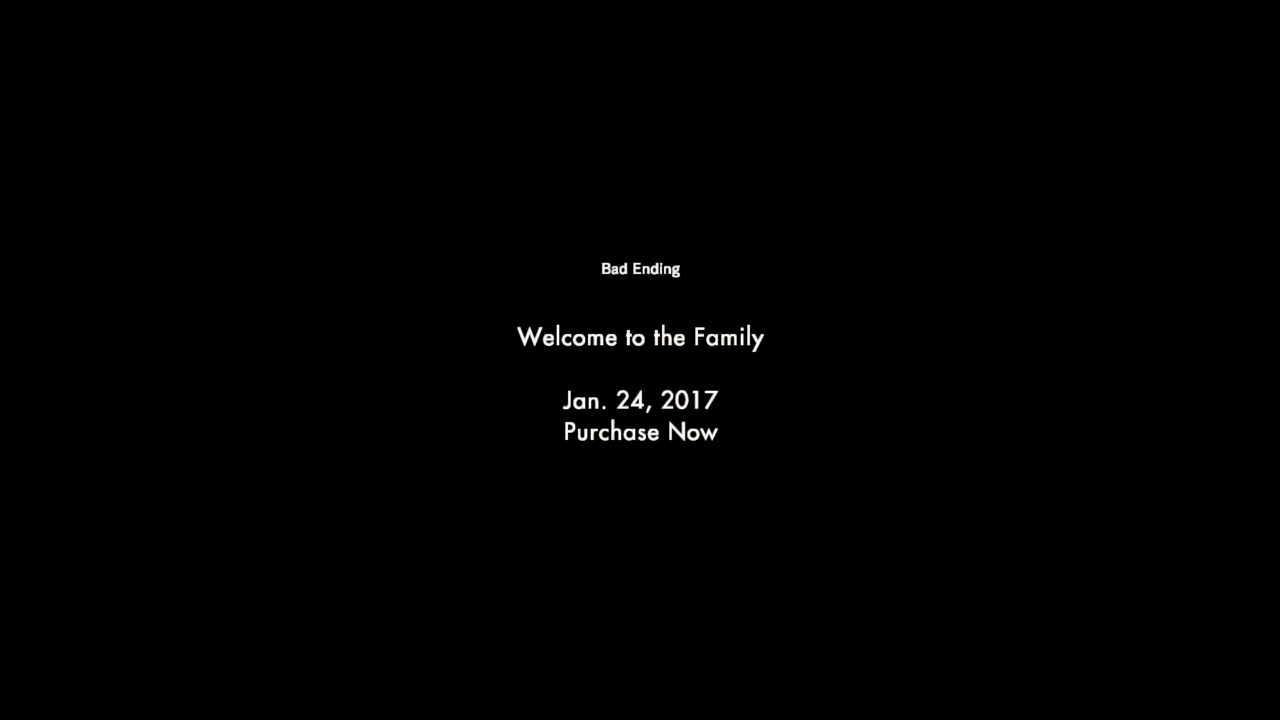 Bad Ending
Welcome to the Family
Jan. 24, 2017
Purchase Now